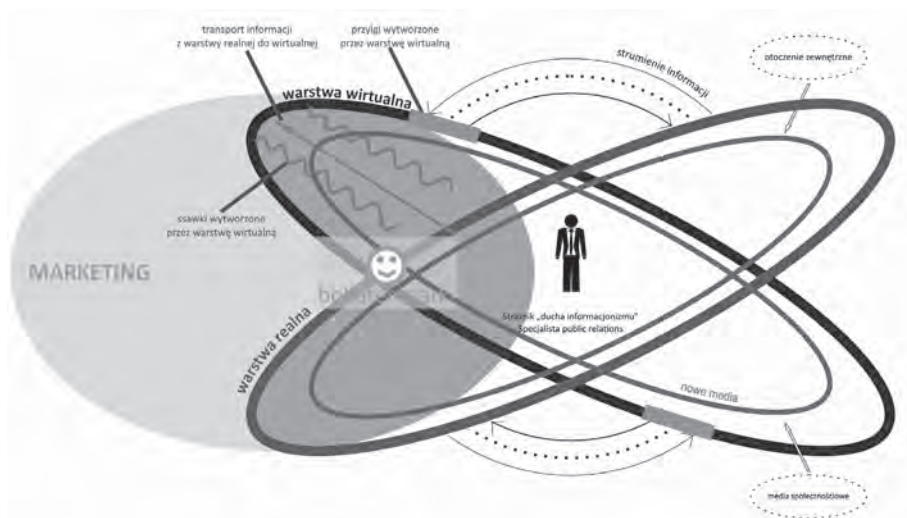 transport informacji
z warstwy realnej do wirtualnej
przylgi wytworzone
przez warstwę wirtualną
strumienie informacji
otoczenie zewnętrzne
warstwa wirtualna
ssawki wytworzone
przez warstwę wirtualną
MARKETING
Strażnik „ducha informacjonizmu”
Specjalista public relations
warstwa realna
nowe media
media społecznościowe